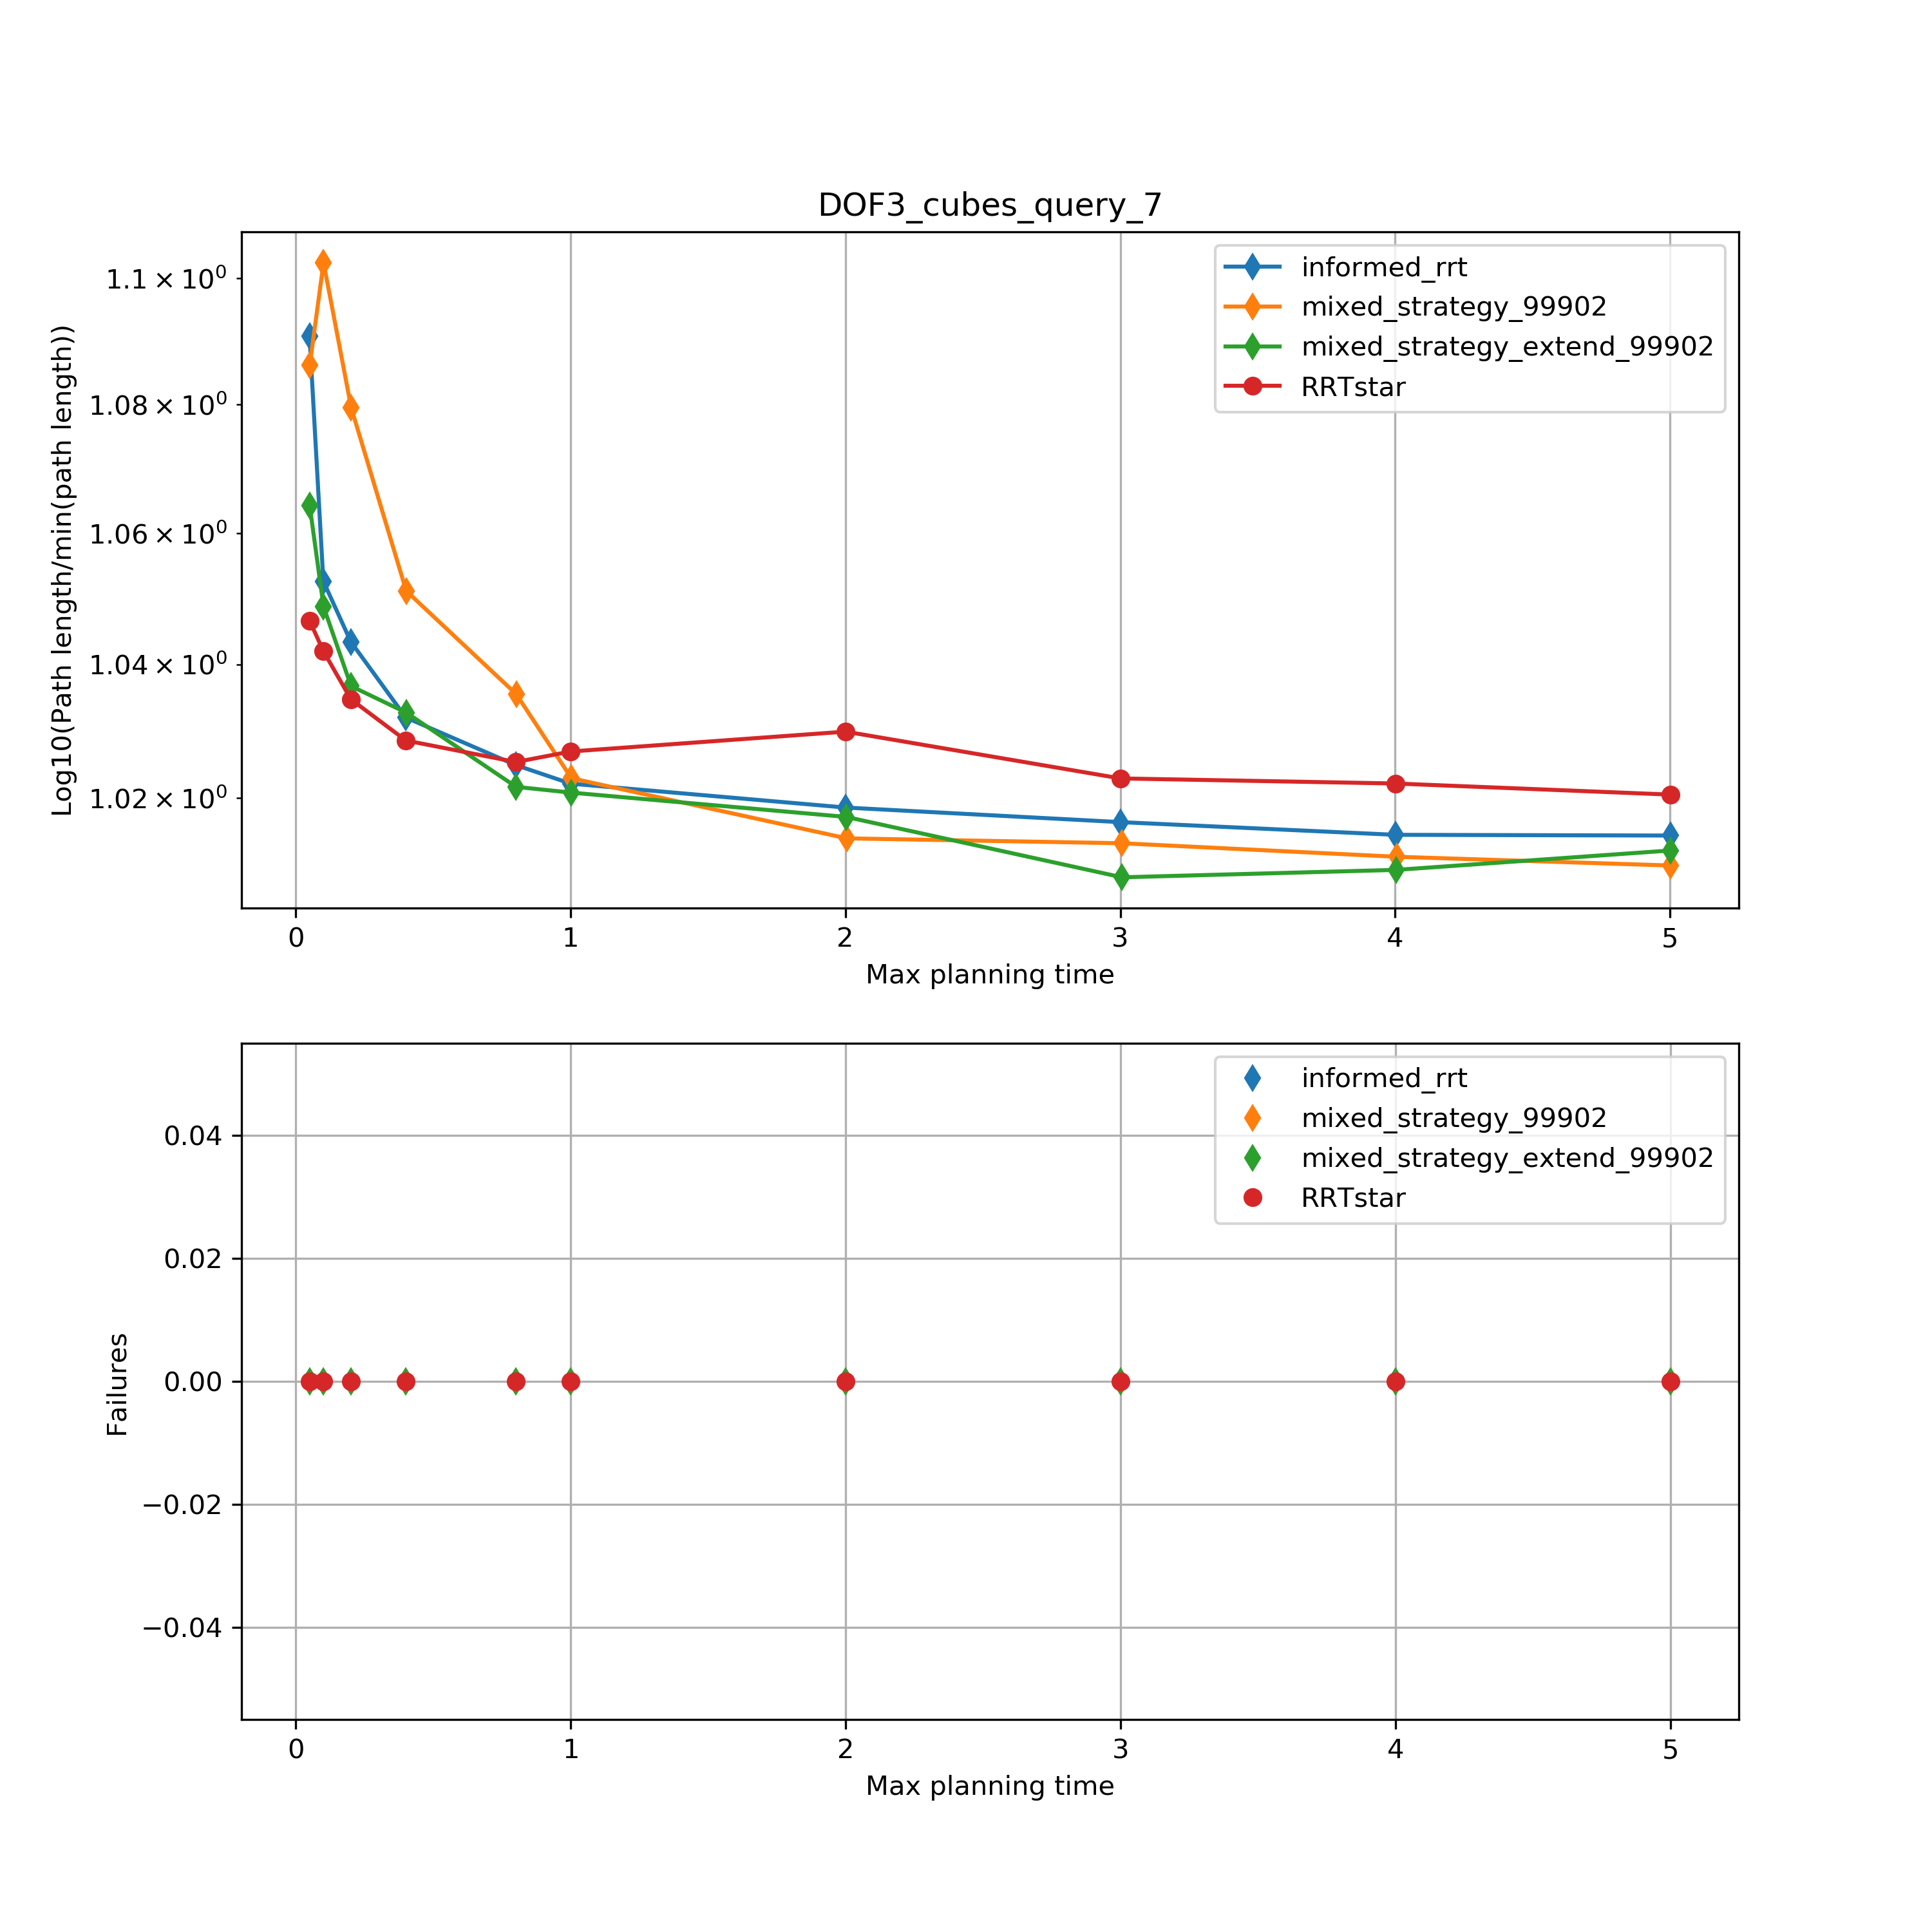 DOF3_cubes_query_7
Log10(Path length/min(path length))
1.1 × 10⁰
1.08 × 10⁰
1.06 × 10⁰
1.04 × 10⁰
1.02 × 10⁰
informed_rrt
mixed_strategy_99902
mixed_strategy_extend_99902
RRTstar
0 1 2 3 4 5
Max planning time
Failures
0.04
0.02
0.00
−0.02
−0.04
informed_rrt
mixed_strategy_99902
mixed_strategy_extend_99902
RRTstar
0 1 2 3 4 5
Max planning time